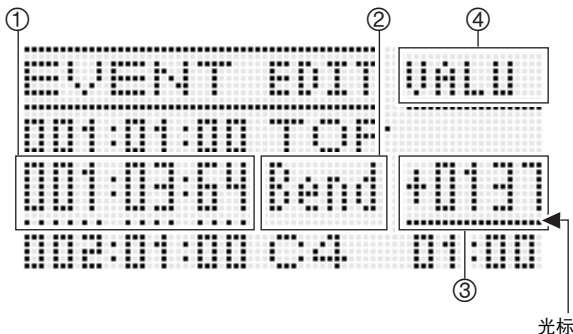 ① ② ④
EVENT EDIT VALU
001:01:00 TOP
001:03:64 Bend +0137
002:01:00 C4 01:00
③
光标